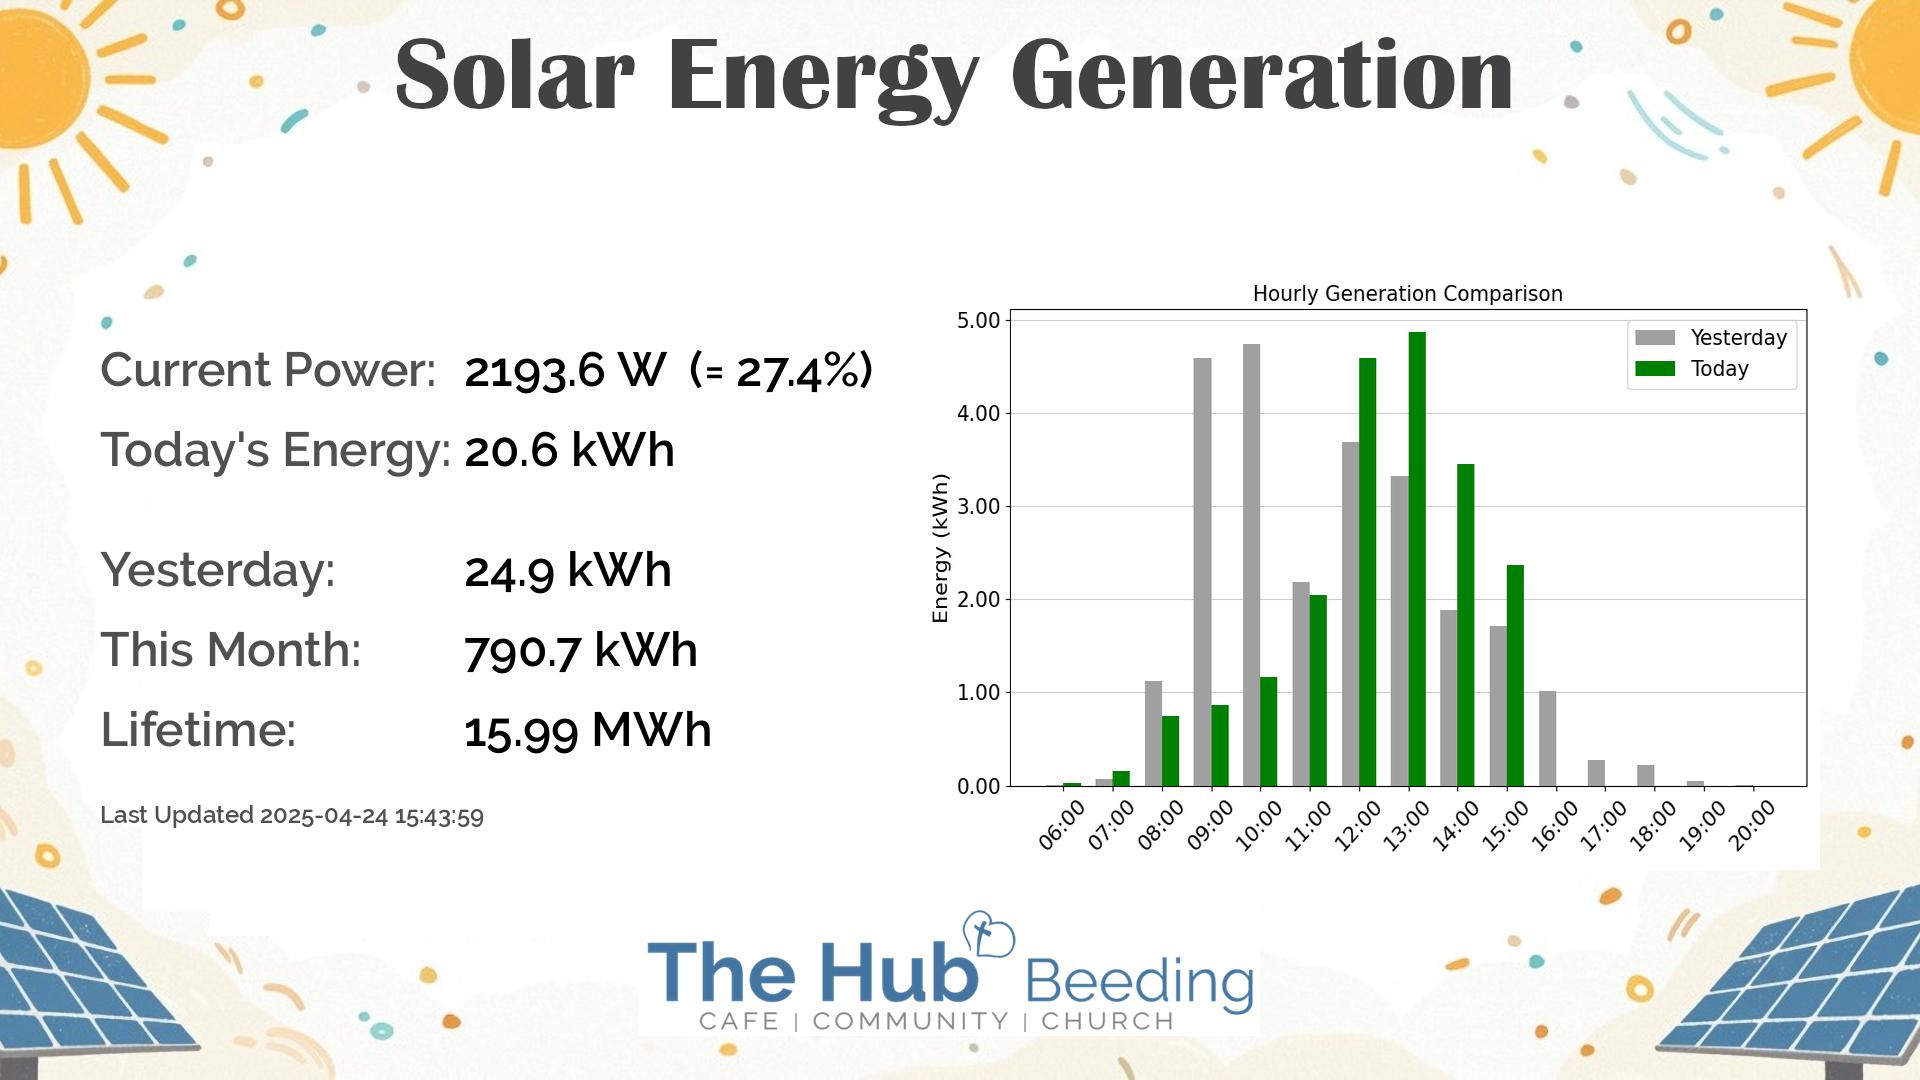 Solar Energy Generation
Current Power: 2193.6 W (= 27.4%)
Today's Energy: 20.6 kWh
Yesterday: 24.9 kWh
This Month: 790.7 kWh
Lifetime: 15.99 MWh
Last Updated 2025-04-24 15:43:59
Hourly Generation Comparison
Yesterday
Today
Energy (kWh)
5.00
4.00
3.00
2.00
1.00
0.00
06:00 07:00 08:00 09:00 10:00 11:00 12:00 13:00 14:00 15:00 16:00 17:00 18:00 19:00 20:00
The Hub Beeding
CAFE | COMMUNITY | CHURCH